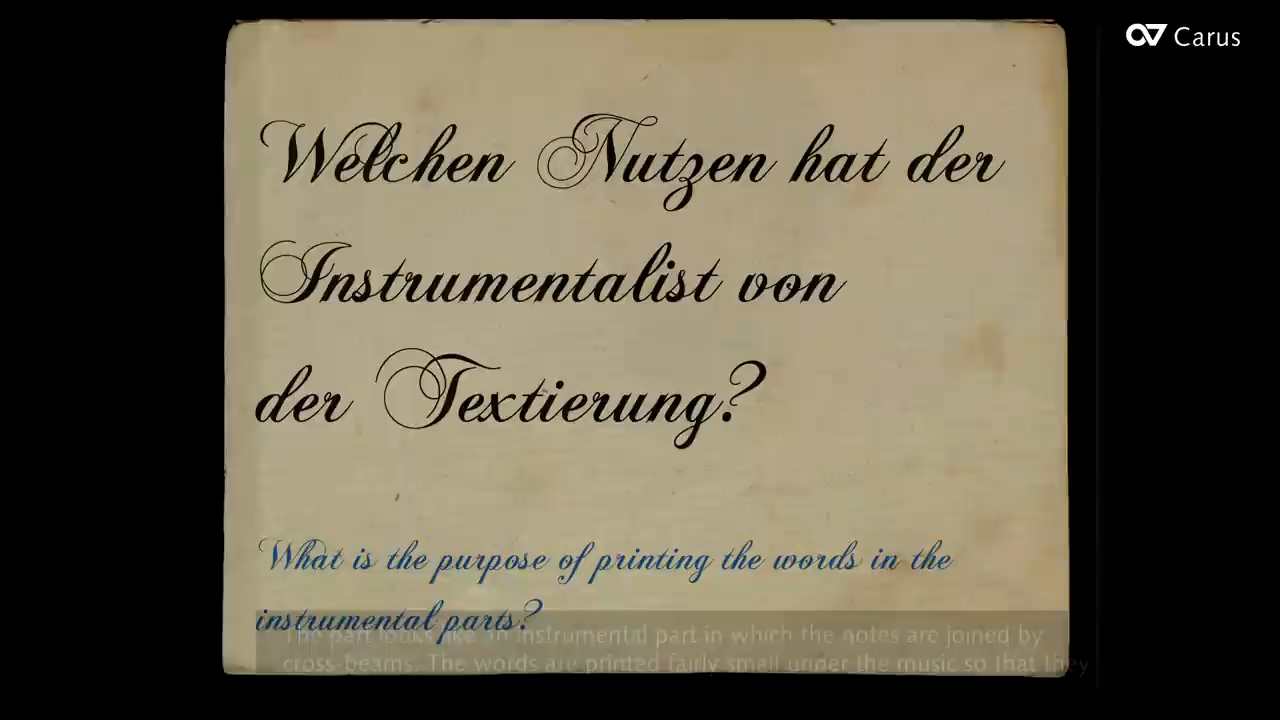 Carus
Welchen Nutzen hat der
Instrumentalist von
der Textierung?
What is the purpose of printing the words in the
instrumental parts?
The part looks like an instrumental part in which the notes are joined by
cross-beams. The words are printed fairly small under the music so that they